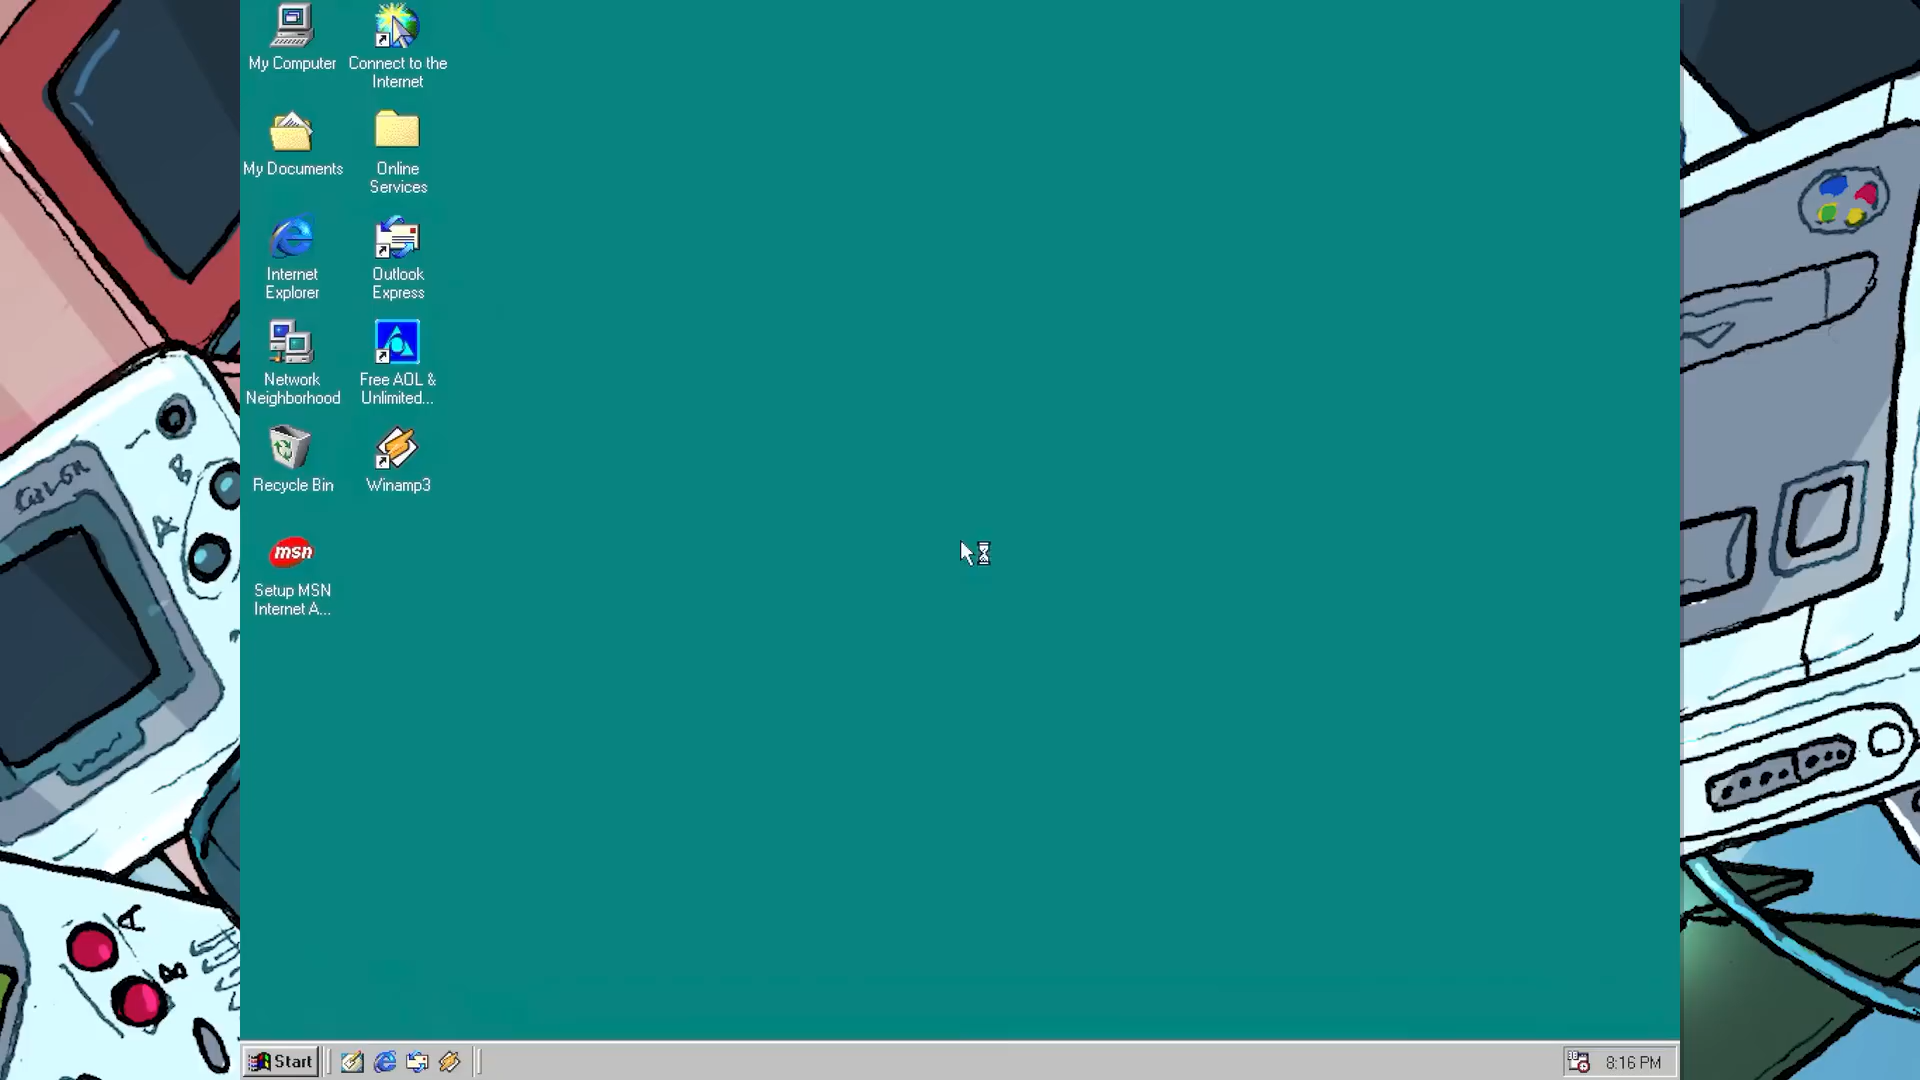 My Computer
Connect to the
Internet
My Documents
Online
Services
Internet
Explorer
Outlook
Express
Network
Neighborhood
Free AOL &
Unlimited...
Recycle Bin
Winamp3
msn
Setup MSN
Internet A...
Start
8:16 PM
B
A
A
B